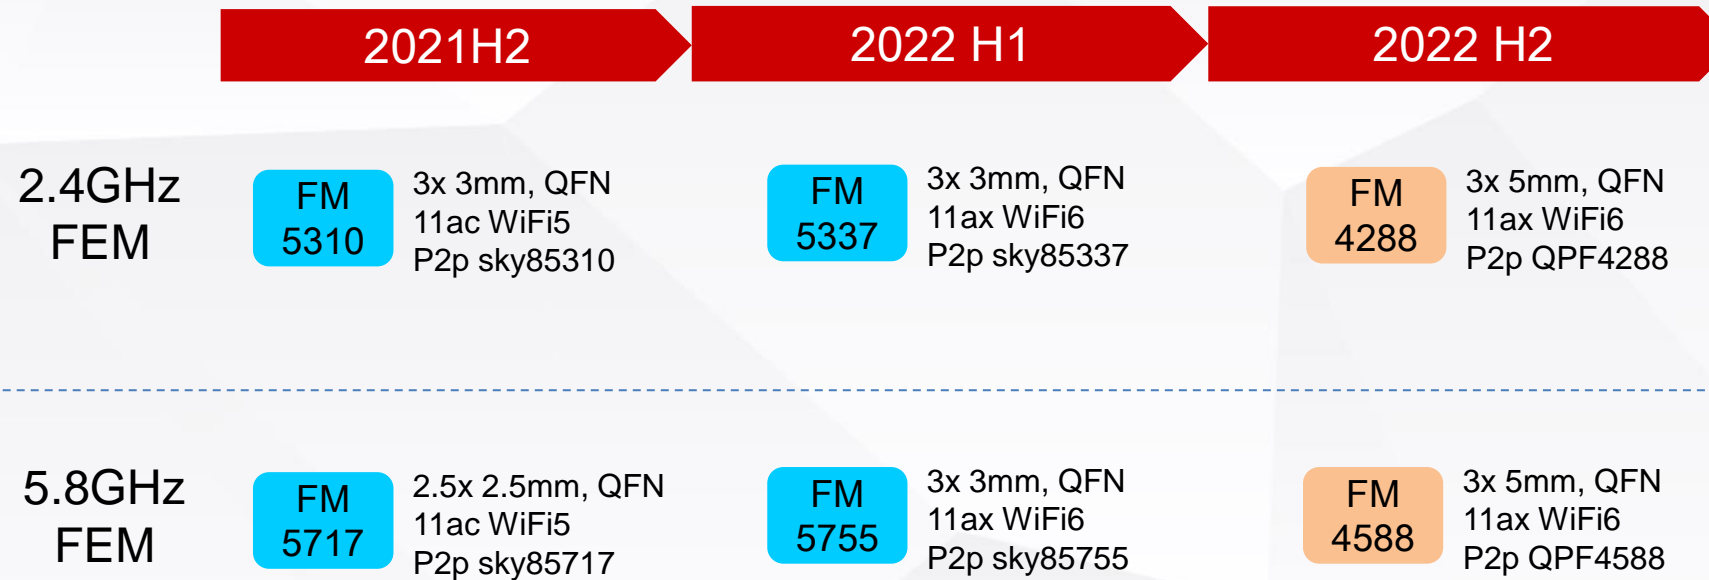 2021H2
2022 H1
2022 H2
2.4GHz
FEM
FM
5310
3x 3mm, QFN
11ac WiFi5
P2p sky85310
FM
5337
3x 3mm, QFN
11ax WiFi6
P2p sky85337
FM
4288
3x 5mm, QFN
11ax WiFi6
P2p QPF4288
5.8GHz
FEM
FM
5717
2.5x 2.5mm, QFN
11ac WiFi5
P2p sky85717
FM
5755
3x 3mm, QFN
11ax WiFi6
P2p sky85755
FM
4588
3x 5mm, QFN
11ax WiFi6
P2p QPF4588